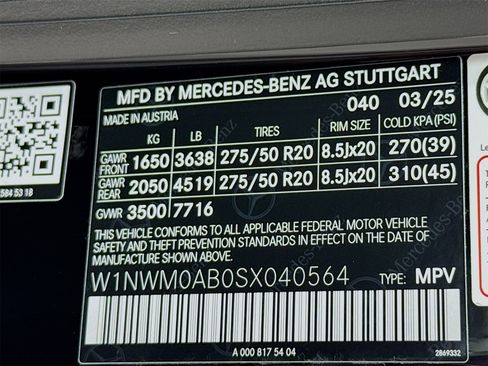 MFD BY MERCEDES-BENZ AG STUTTGART
040 03/25
MADE IN AUSTRIA
KG LB TIRES RIM SIZE COLD KPA (PSI)
GAWR FRONT 1650 3638 275/50 R20 8.5Jx20 270(39)
GAWR REAR 2050 4519 275/50 R20 8.5Jx20 310(45)
GVWR 3500 7716
THIS VEHICLE CONFORMS TO ALL APPLICABLE FEDERAL MOTOR VEHICLE
SAFETY AND THEFT PREVENTION STANDARDS IN EFFECT ON THE DATE
OF MANUFACTURE SHOWN ABOVE.
W1NWM0AB0SX040564 TYPE: MPV
A 000 817 54 04
2869332
584 53 18